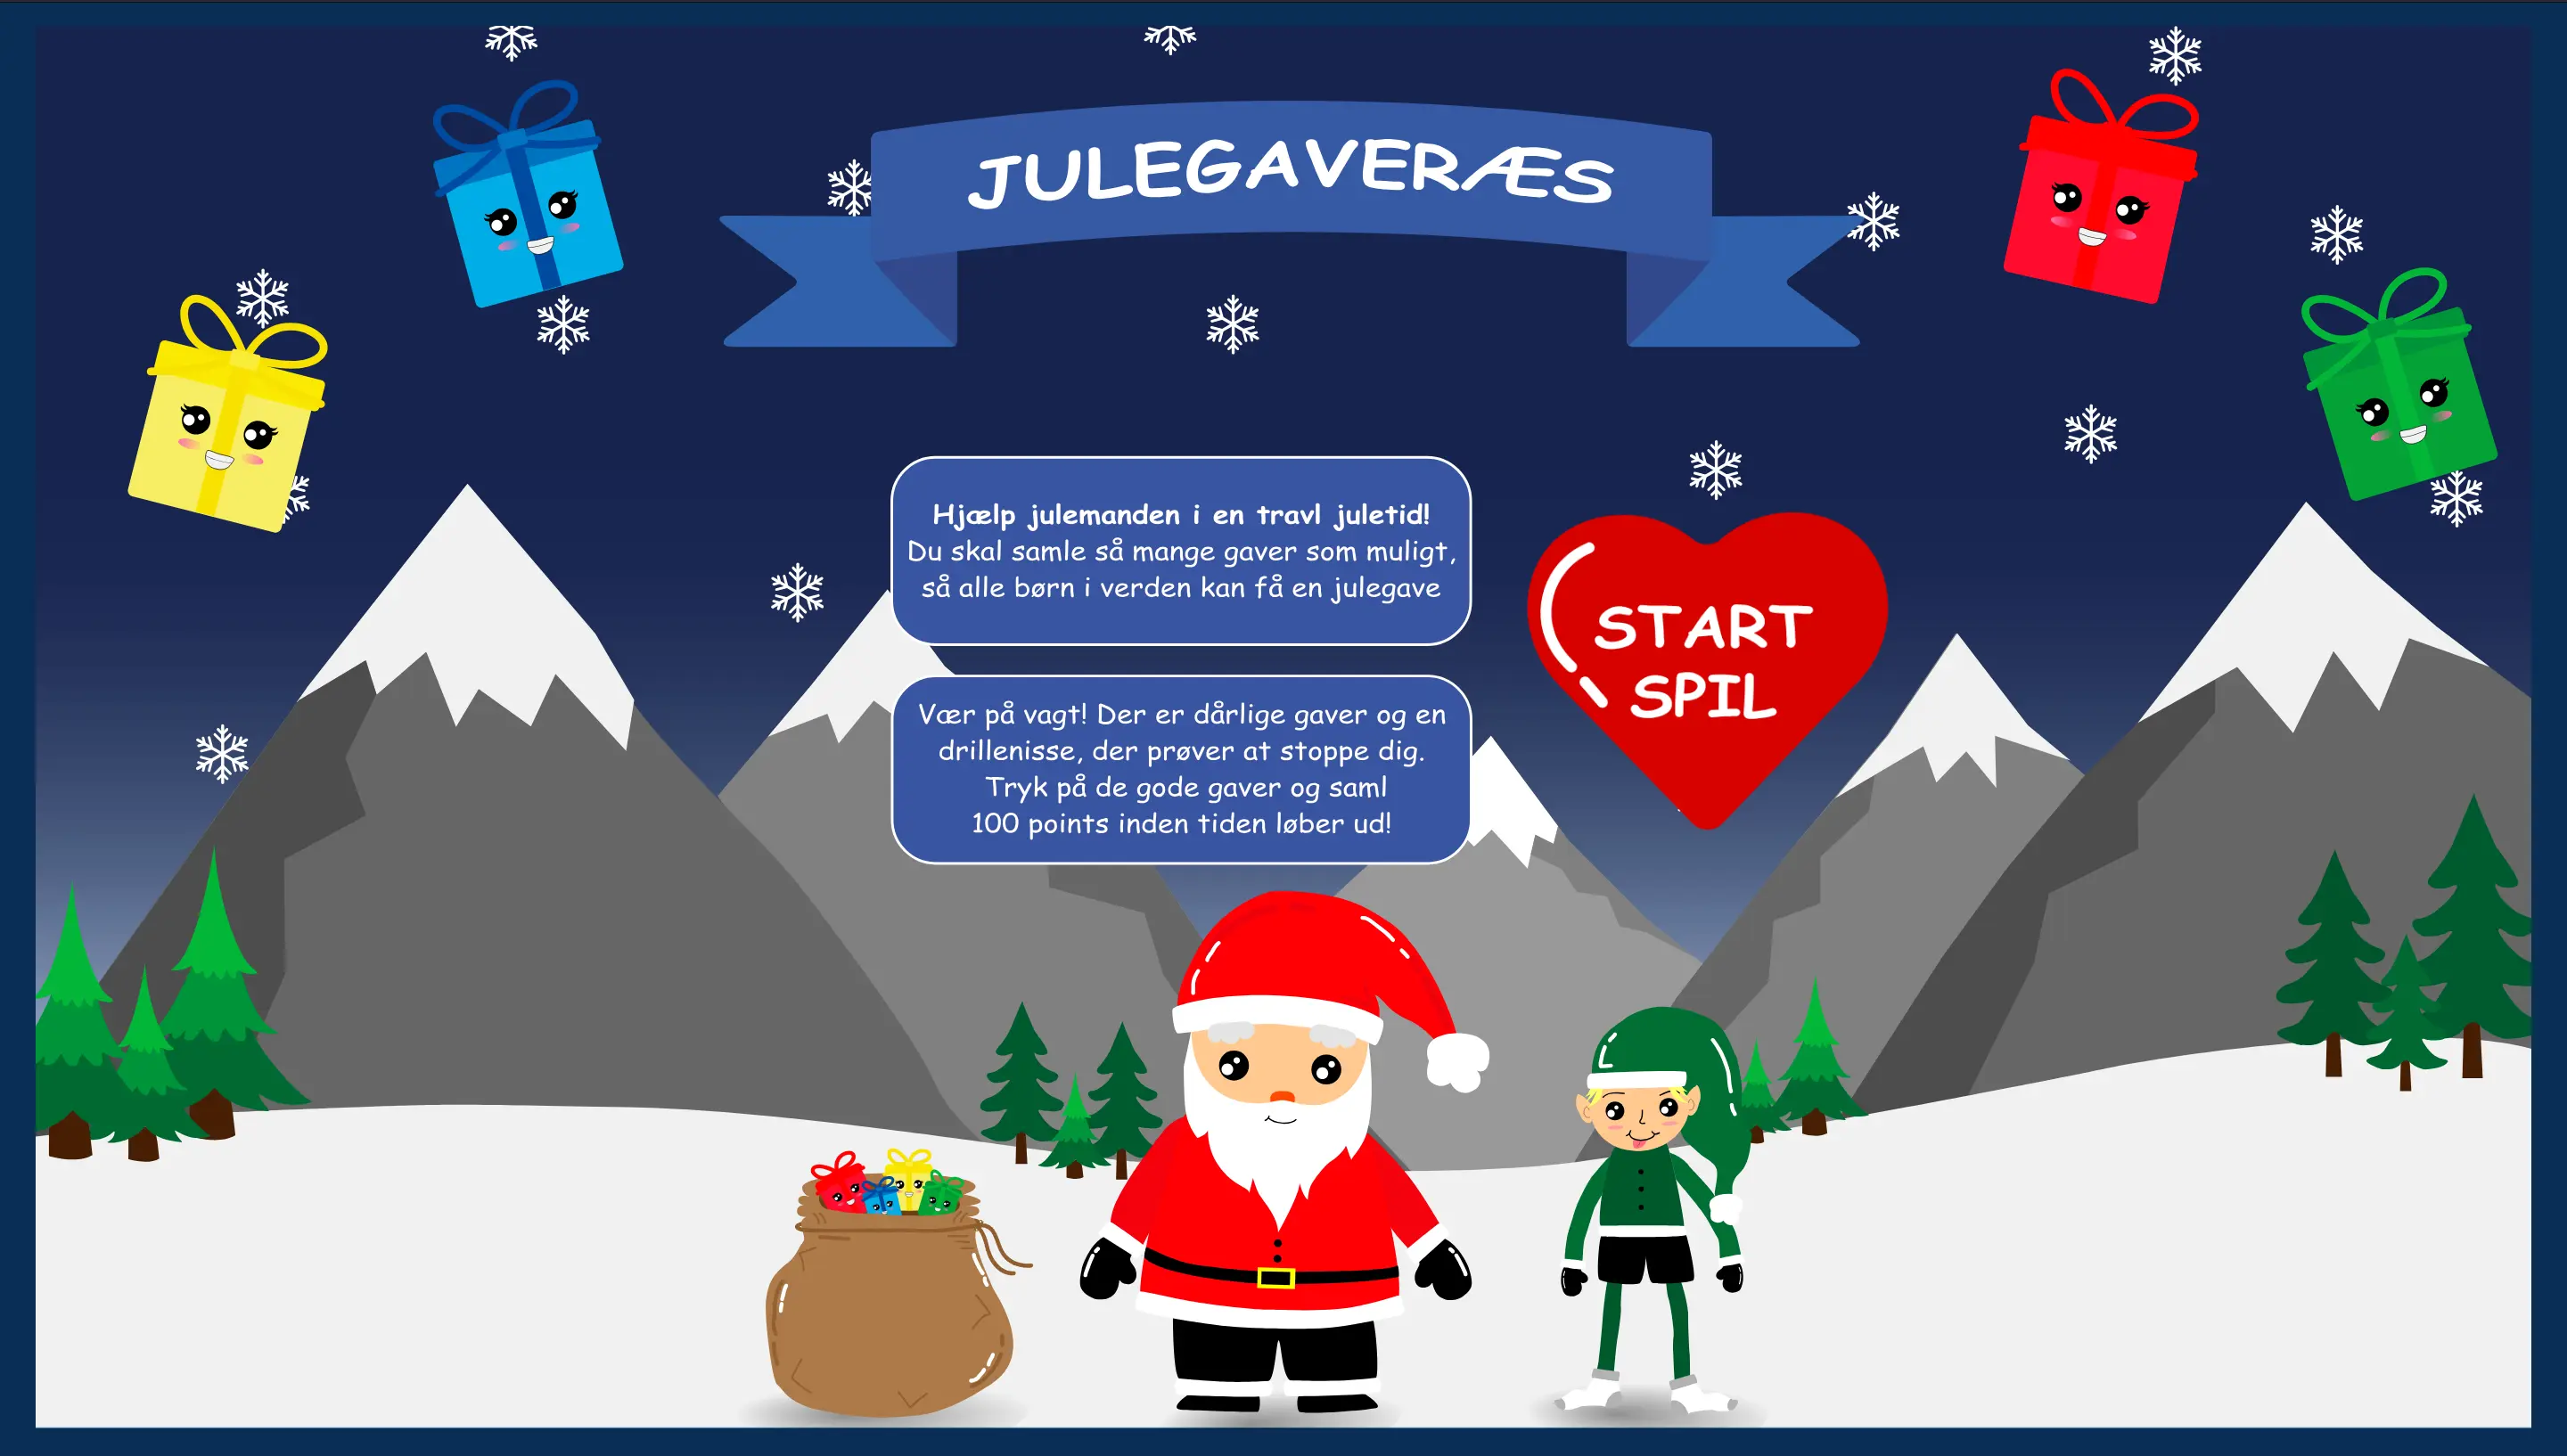 JULEGAVERÆS
Hjælp julemanden i en travl juletid!
Du skal samle så mange gaver som muligt,
så alle børn i verden kan få en julegave
START
SPIL
Vær på vagt! Der er dårlige gaver og en
drillenisse, der prøver at stoppe dig.
Tryk på de gode gaver og saml
100 points inden tiden løber ud!